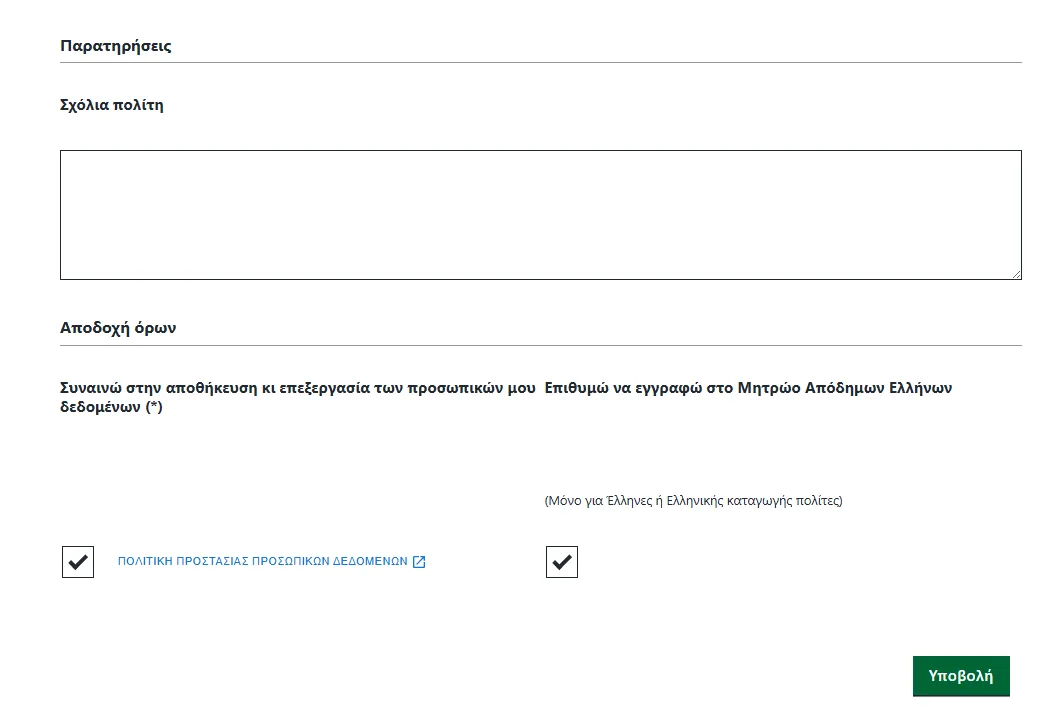 Παρατηρήσεις
Σχόλια πολίτη
Αποδοχή όρων
Συναινώ στην αποθήκευση κι επεξεργασία των προσωπικών μου
δεδομένων (*)
Επιθυμώ να εγγραφώ στο Μητρώο Απόδημων Ελλήνων
(Μόνο για Έλληνες ή Ελληνικής καταγωγής πολίτες)
ΠΟΛΙΤΙΚΗ ΠΡΟΣΤΑΣΙΑΣ ΠΡΟΣΩΠΙΚΩΝ ΔΕΔΟΜΕΝΩΝ
Υποβολή